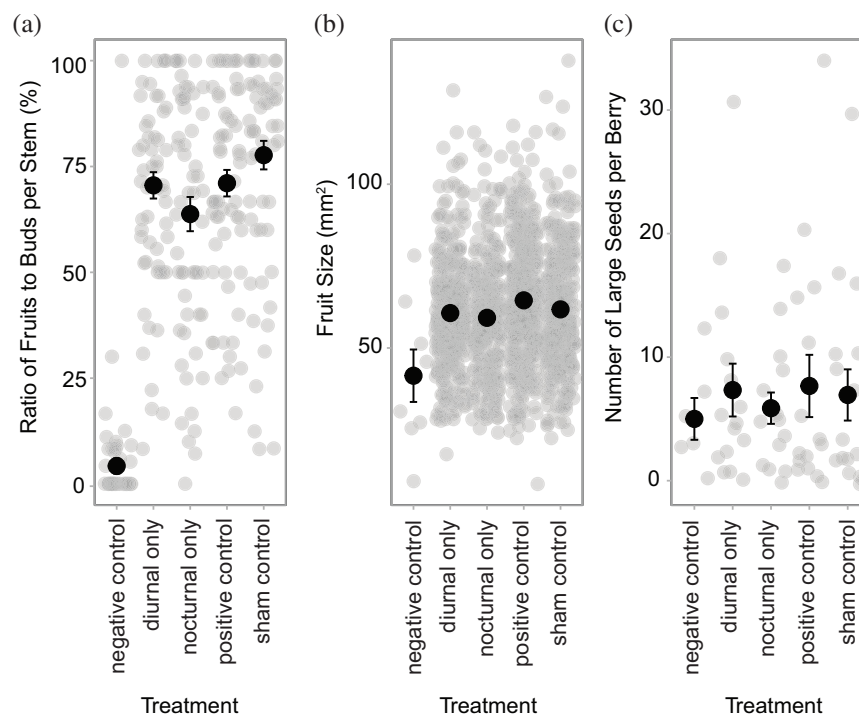 (a)
Ratio of Fruits to Buds per Stem (%)
100
75
50
25
0
negative control
diurnal only
nocturnal only
positive control
sham control
Treatment
(b)
Fruit Size (mm²)
100
50
negative control
diurnal only
nocturnal only
positive control
sham control
Treatment
(c)
Number of Large Seeds per Berry
30
20
10
0
negative control
diurnal only
nocturnal only
positive control
sham control
Treatment